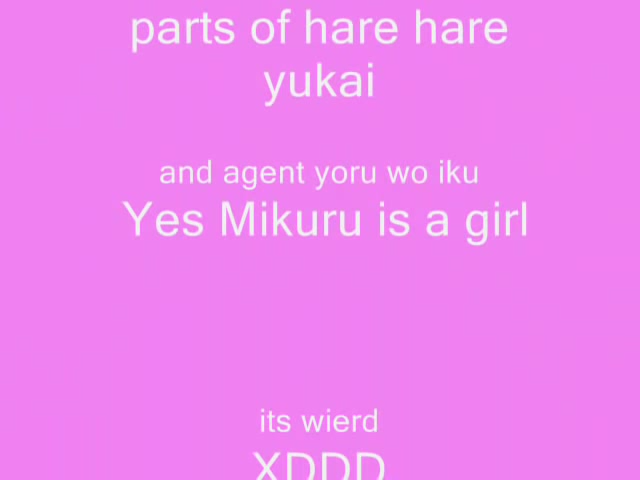 parts of hare hare
yukai
and agent yoru wo iku
Yes Mikuru is a girl
its wierd
XDDD